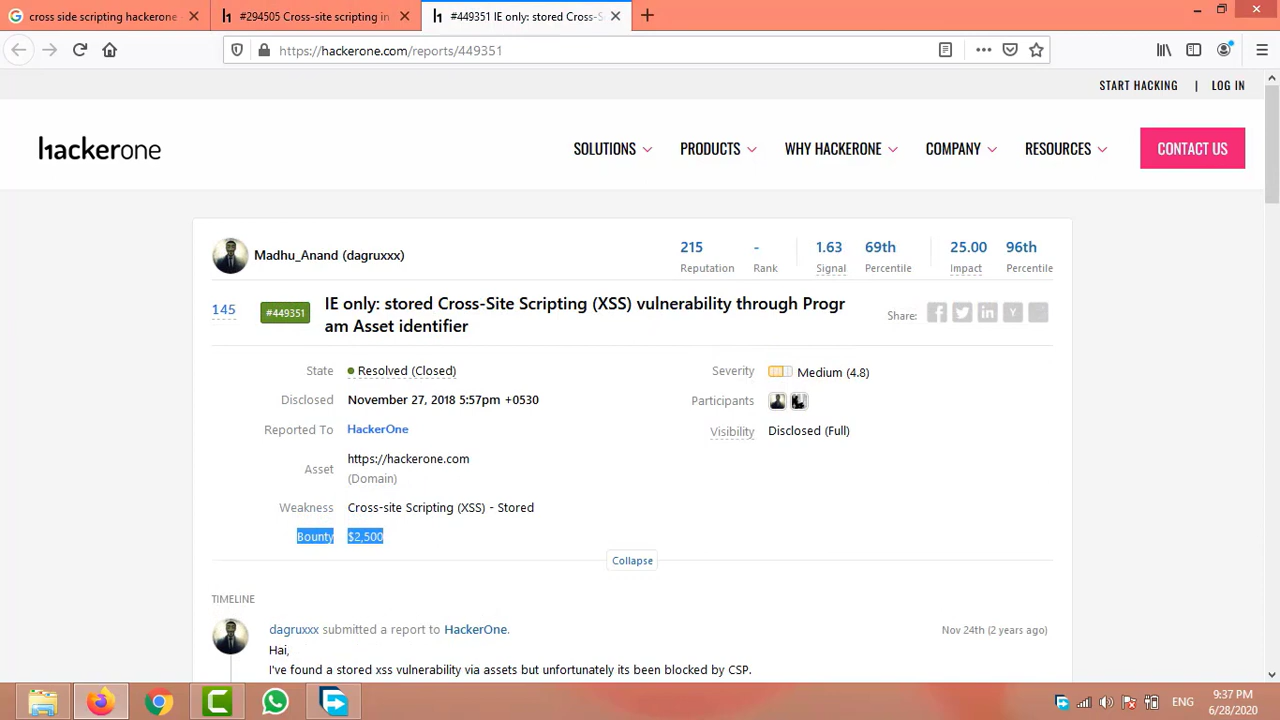 cross side scripting hackerone
#294505 Cross-site scripting in
#449351 IE only: stored Cross-S
https://hackerone.com/reports/449351
START HACKING | LOG IN
hackerone
SOLUTIONS
PRODUCTS
WHY HACKERONE
COMPANY
RESOURCES
CONTACT US
Madhu_Anand (dagruxxx)
215 - 1.63 69th 25.00 96th
Reputation Rank Signal Percentile Impact Percentile
145
#449351
IE only: stored Cross-Site Scripting (XSS) vulnerability through Progr
am Asset identifier
Share:
State Resolved (Closed)
Severity Medium (4.8)
Disclosed November 27, 2018 5:57pm +0530
Participants
Reported To HackerOne
Visibility Disclosed (Full)
Asset https://hackerone.com
(Domain)
Weakness Cross-site Scripting (XSS) - Stored
Bounty $2,500
Collapse
TIMELINE
dagruxxx submitted a report to HackerOne.
Nov 24th (2 years ago)
Hai,
I've found a stored xss vulnerability via assets but unfortunately its been blocked by CSP.
ENG
9:37 PM
6/28/2020